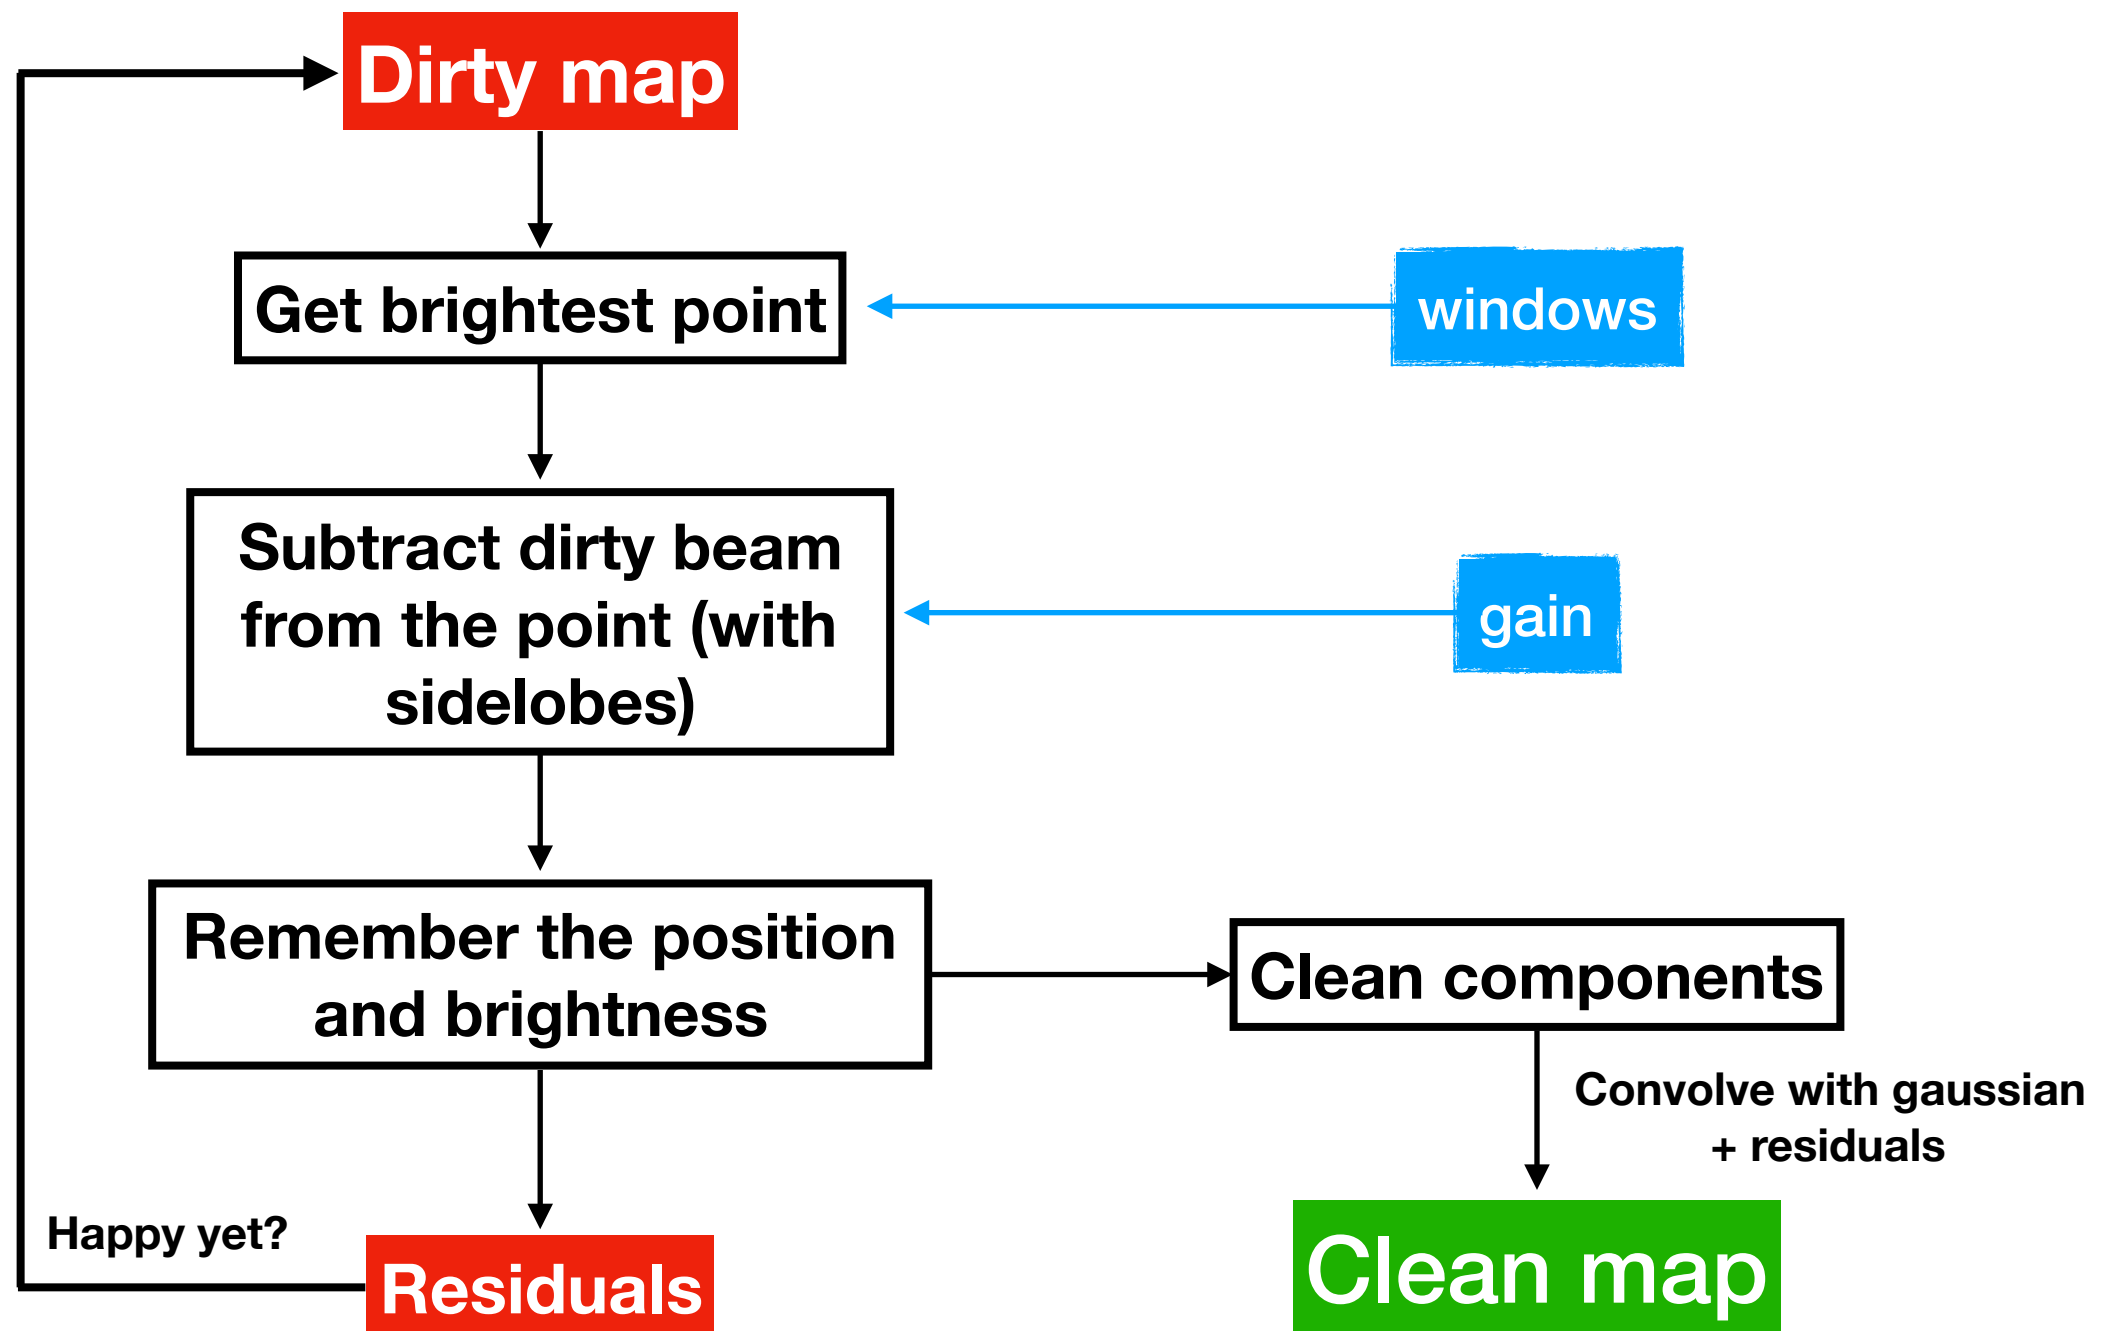 Dirty map
Get brightest point
windows
Subtract dirty beam
from the point (with
sidelobes)
gain
Remember the position
and brightness
Clean components
Convolve with gaussian
+ residuals
Happy yet?
Residuals
Clean map